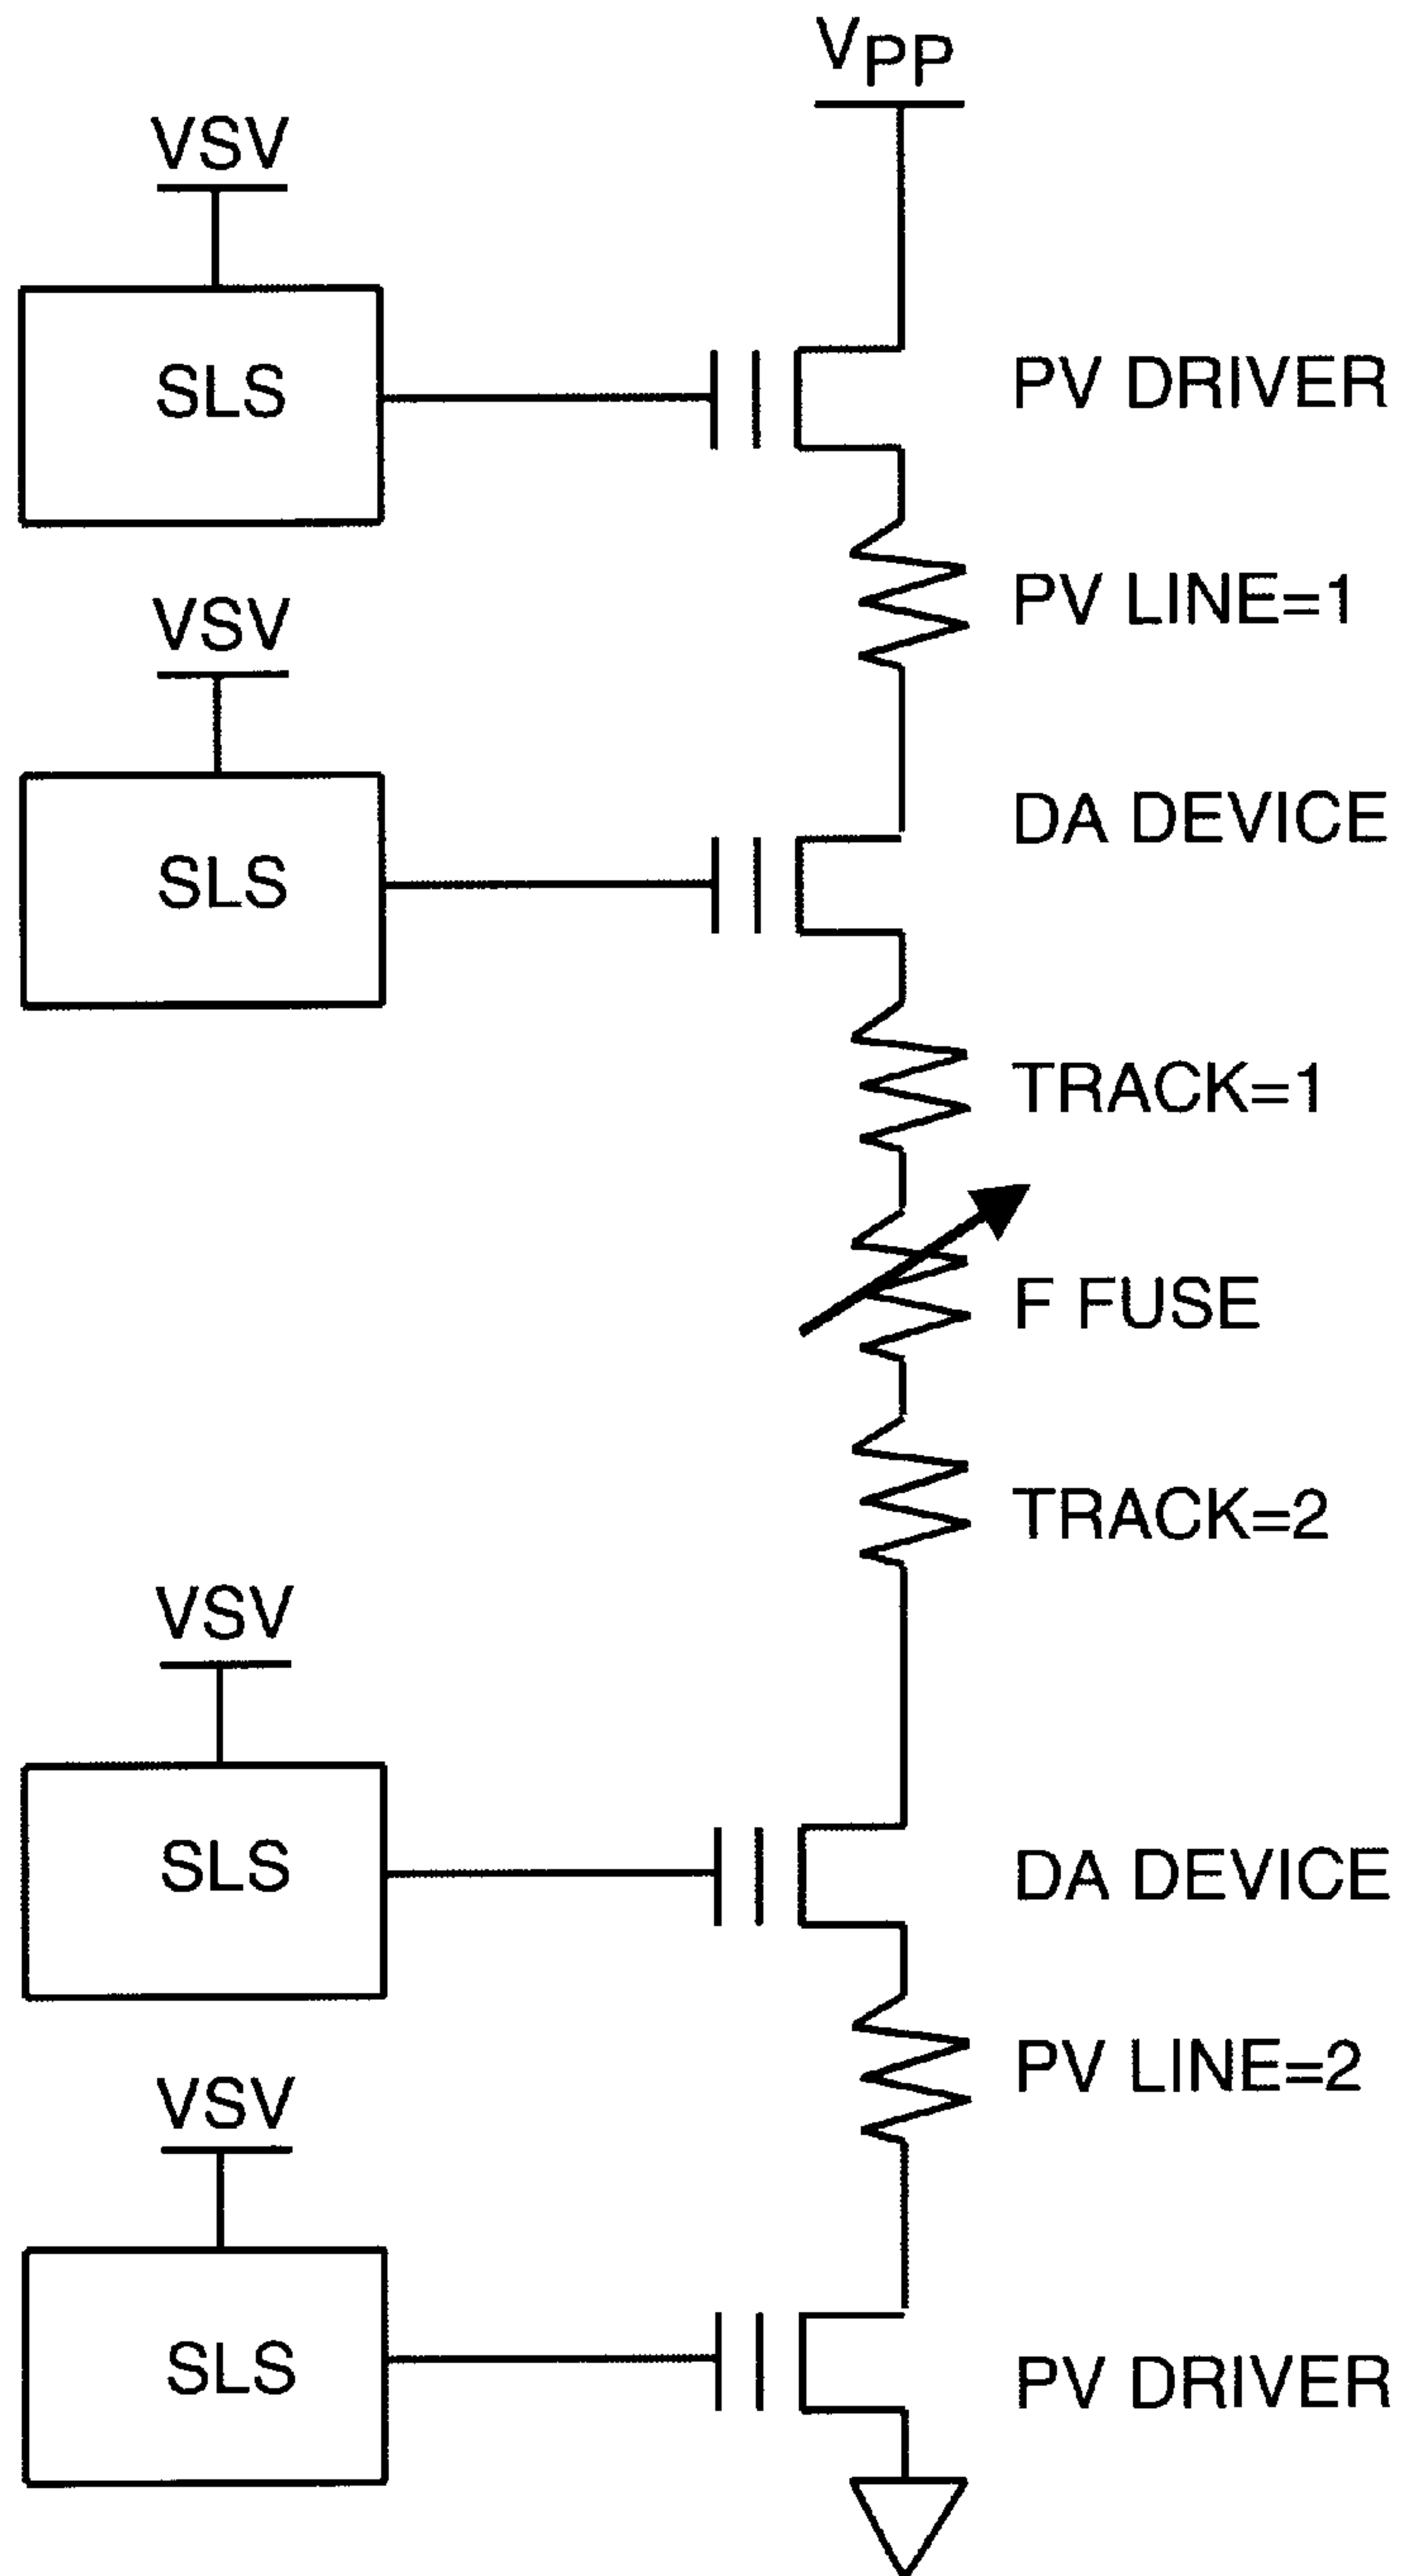 VPP
VSV
SLS
PV DRIVER
PV LINE=1
VSV
SLS
DA DEVICE
TRACK=1
F FUSE
TRACK=2
VSV
SLS
DA DEVICE
PV LINE=2
VSV
SLS
PV DRIVER